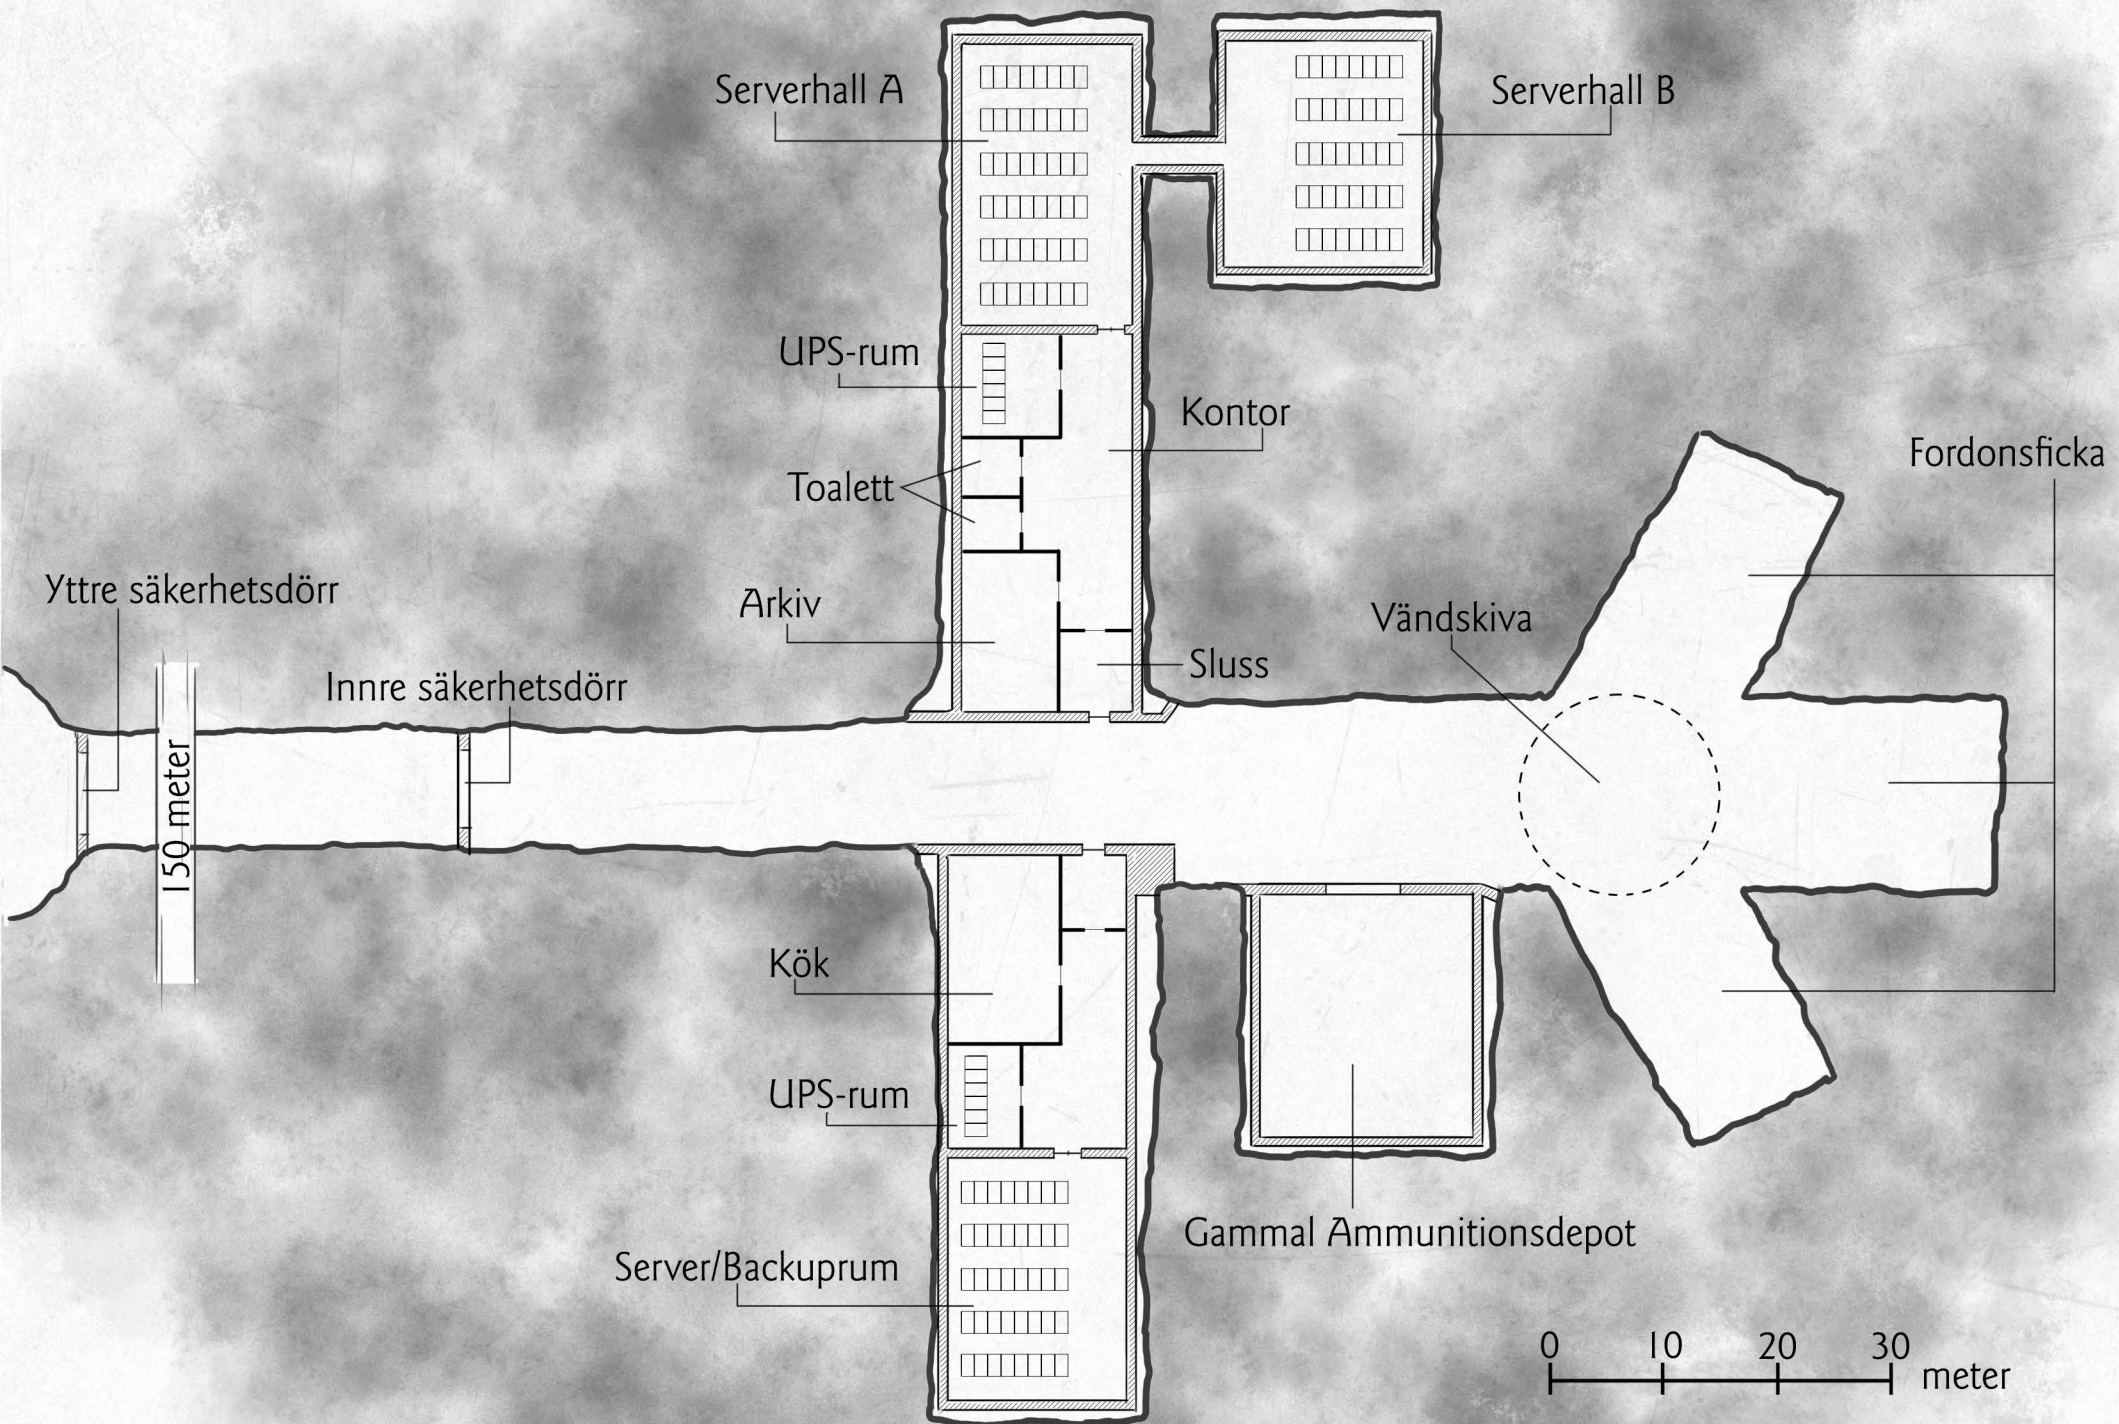 Serverhall A
Serverhall B
UPS-rum
Kontor
Fordonsficka
Toalett
Yttre säkerhetsdörr
Arkiv
Vändskiva
Sluss
Innre säkerhetsdörr
150 meter
Kök
UPS-rum
Gammal Ammunitionsdepot
Server/Backuprum
0 10 20 30
meter